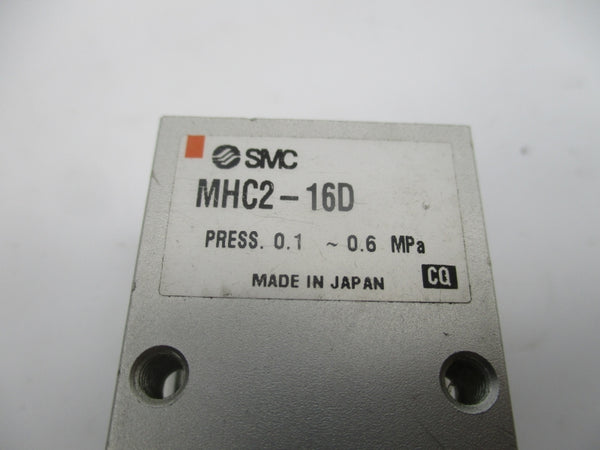 SMC
MHC2-16D
PRESS. 0.1 ~ 0.6 MPa
MADE IN JAPAN CQ